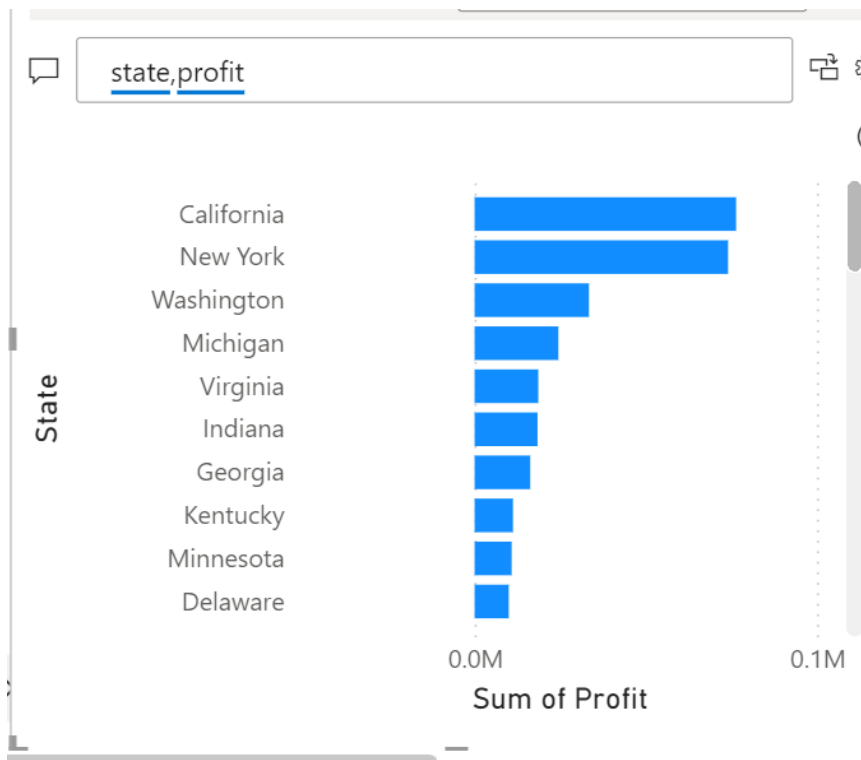 state,profit
California
New York
Washington
Michigan
Virginia
Indiana
Georgia
Kentucky
Minnesota
Delaware
State
0.0M 0.1M
Sum of Profit